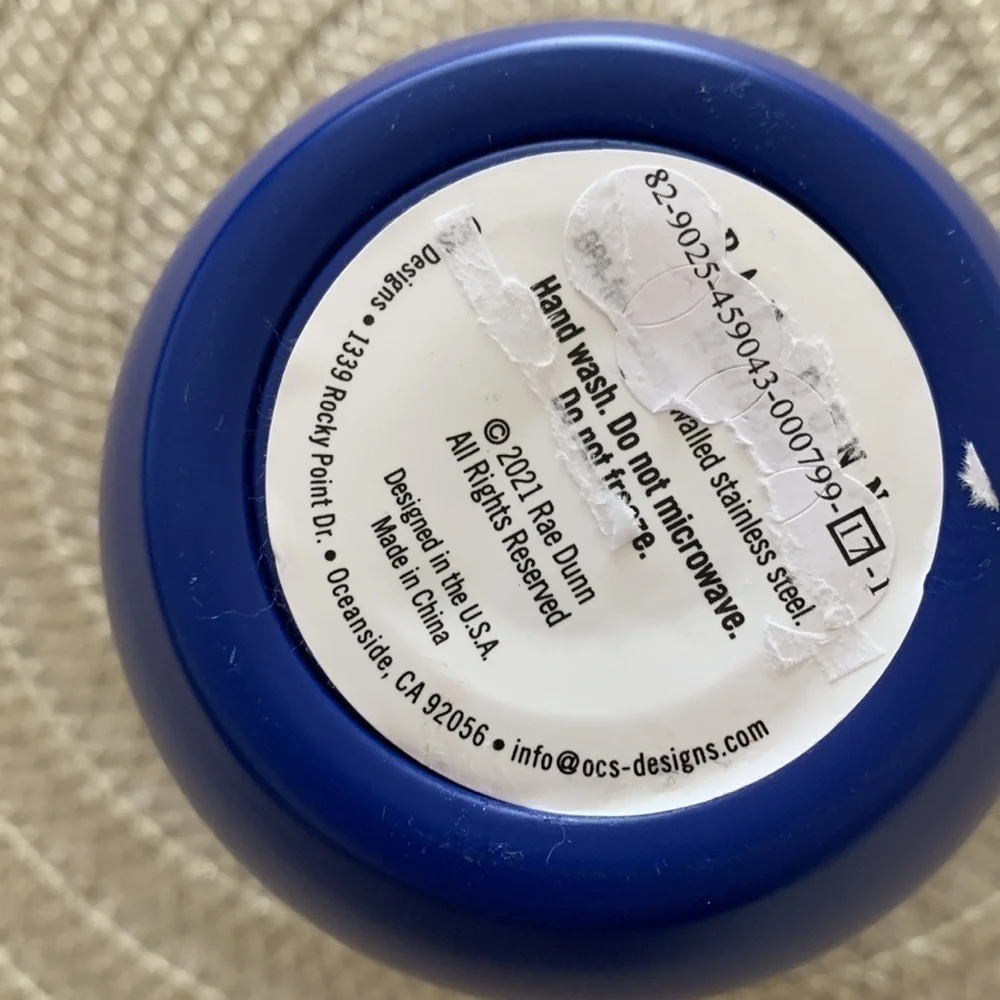 82-9025-459043-000799-17-1
walled stainless steel.
Hand wash. Do not microwave.
Do not freeze.
© 2021 Rae Dunn
All Rights Reserved
Designed in the U.S.A.
Made in China
Designs • 1339 Rocky Point Dr. • Oceanside, CA 92056 • info@ocs-designs.com